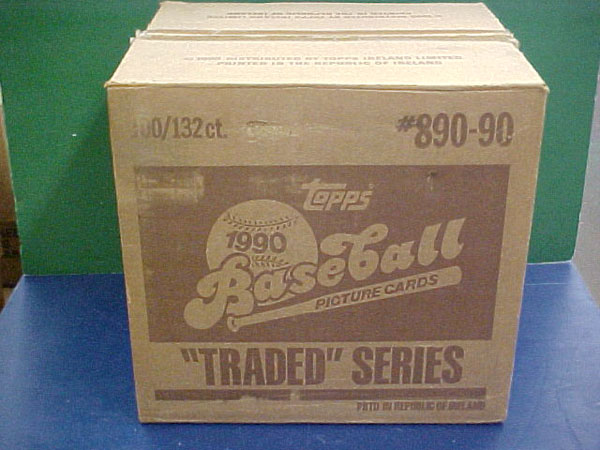 © 1990 DISTRIBUTED BY TOPPS IRELAND LIMITED
PRINTED IN THE REPUBLIC OF IRELAND
00/132 ct.
#890-90
TOPPS
1990
Baseball
PICTURE CARDS
"TRADED" SERIES
PRTD IN REPUBLIC OF IRELAND